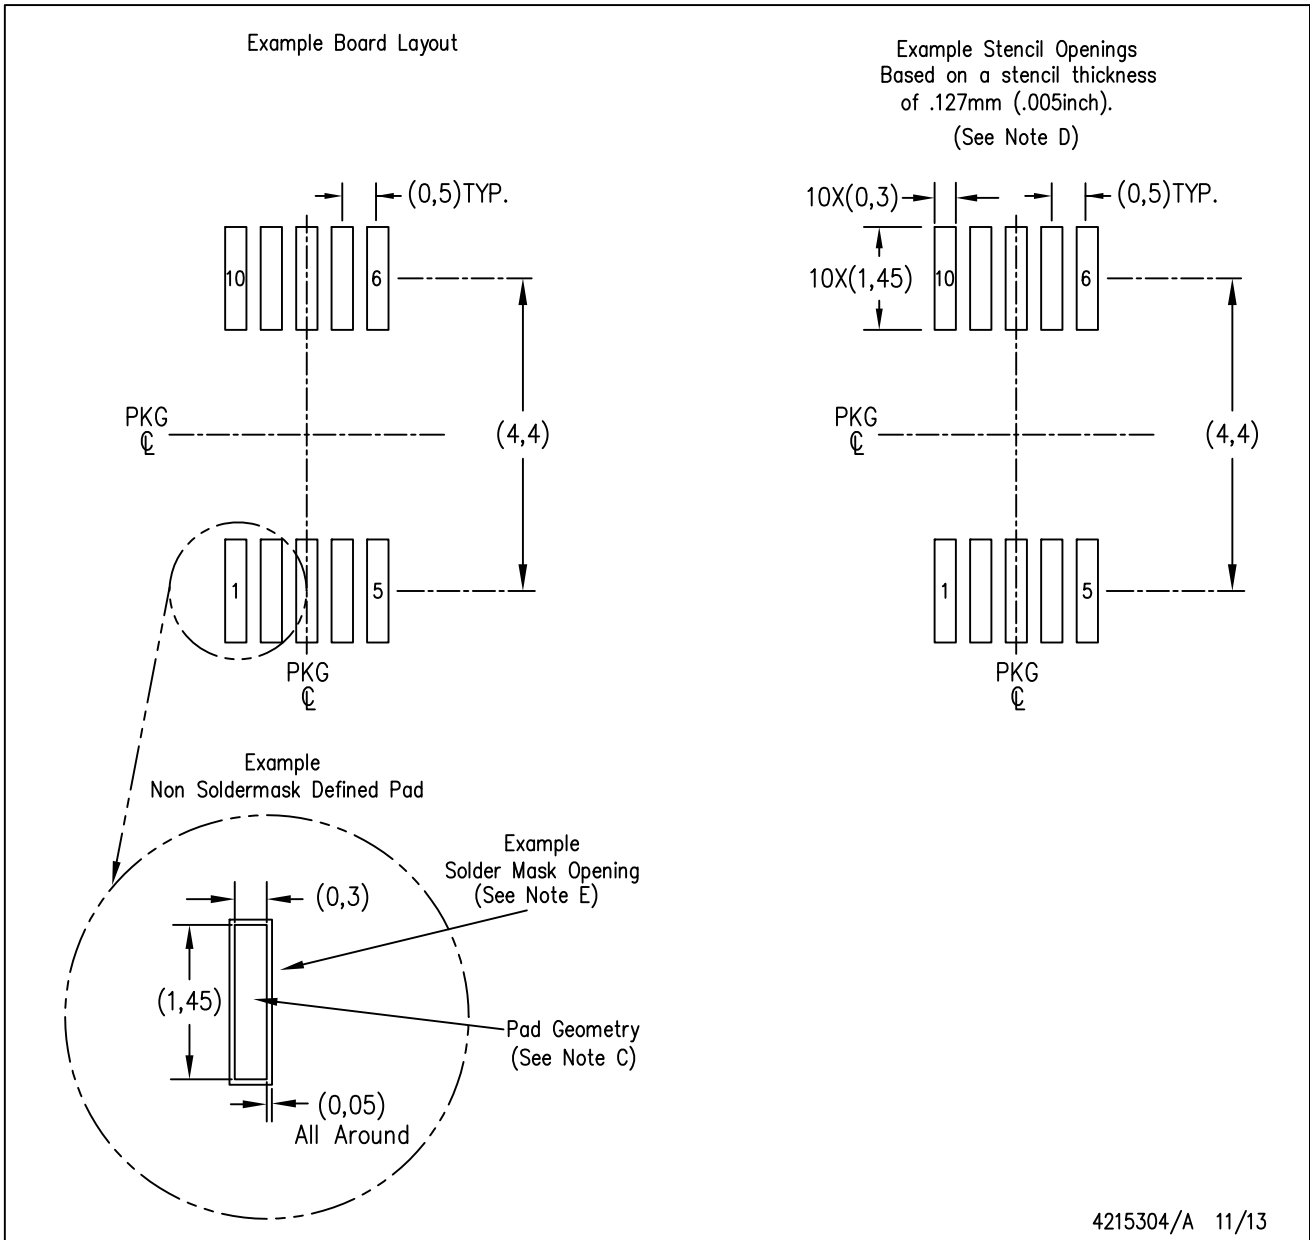 Example Board Layout
(0,5)TYP.
10
6
PKG
℄
(4,4)
1
5
PKG
℄
Example Stencil Openings
Based on a stencil thickness
of .127mm (.005inch).
(See Note D)
10X(0,3)
(0,5)TYP.
10X(1,45)
10
6
PKG
℄
(4,4)
1
5
PKG
℄
Example
Non Soldermask Defined Pad
Example
Solder Mask Opening
(See Note E)
(0,3)
(1,45)
Pad Geometry
(See Note C)
(0,05)
All Around
4215304/A 11/13